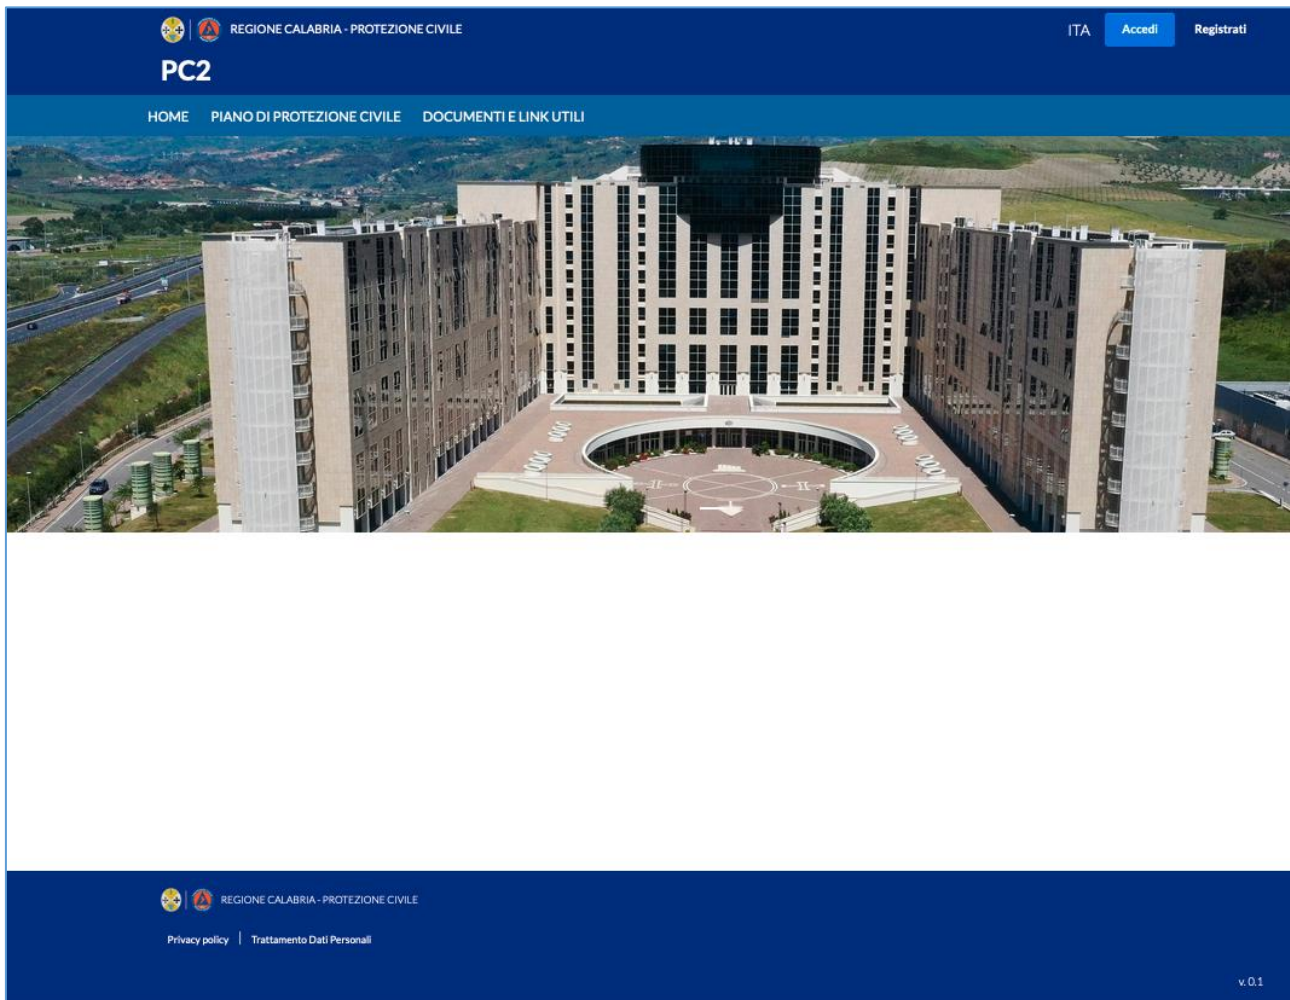 REGIONE CALABRIA - PROTEZIONE CIVILE
ITA Accedi Registrati
PC2
HOME PIANO DI PROTEZIONE CIVILE DOCUMENTI E LINK UTILI
REGIONE CALABRIA - PROTEZIONE CIVILE
Privacy policy | Trattamento Dati Personali
v. 0.1